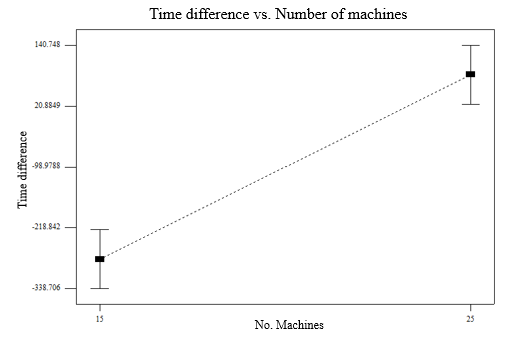 Time difference vs. Number of machines
140.748
20.8849
-98.9788
-218.842
-338.706
Time difference
15
25
No. Machines